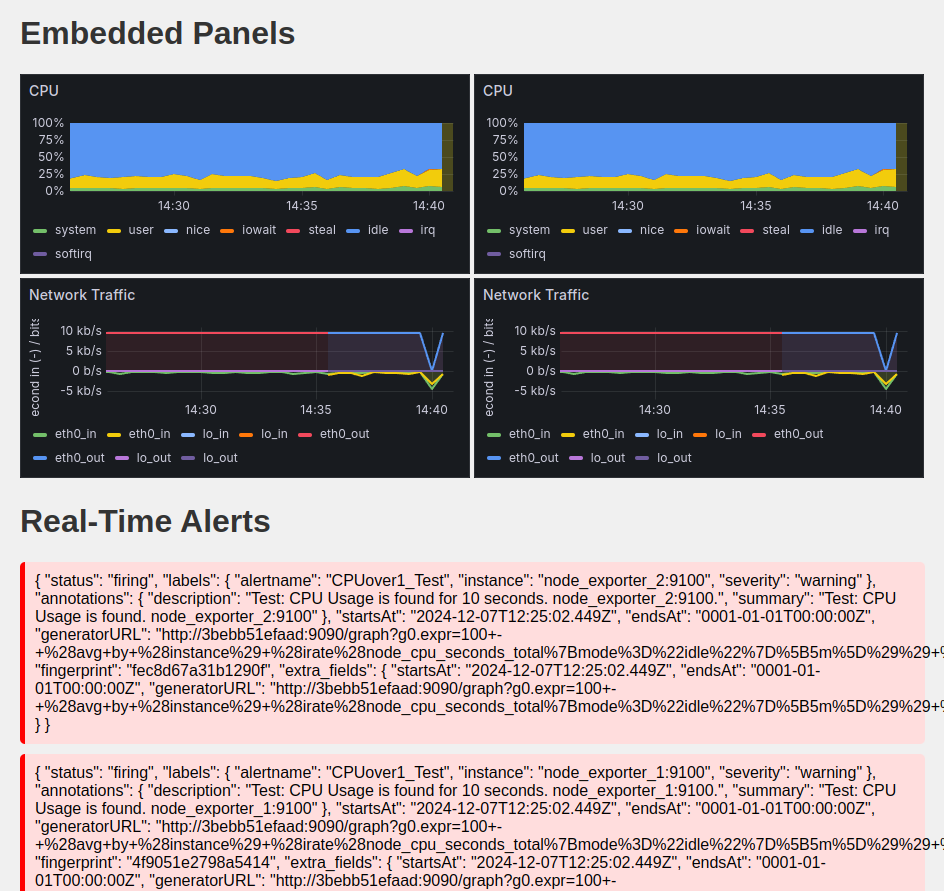 Embedded Panels
CPU
100%
75%
50%
25%
0%
14:30
14:35
14:40
system user nice iowait steal idle irq
softirq
CPU
100%
75%
50%
25%
0%
14:30
14:35
14:40
system user nice iowait steal idle irq
softirq
Network Traffic
econd in (-) / bits
10 kb/s
5 kb/s
0 b/s
-5 kb/s
14:30
14:35
14:40
eth0_in eth0_in lo_in lo_in eth0_out
eth0_out lo_out lo_out
Network Traffic
econd in (-) / bits
10 kb/s
5 kb/s
0 b/s
-5 kb/s
14:30
14:35
14:40
eth0_in eth0_in lo_in lo_in eth0_out
eth0_out lo_out lo_out
Real-Time Alerts
{ "status": "firing", "labels": { "alertname": "CPUover1_Test", "instance": "node_exporter_2:9100", "severity": "warning" },
"annotations": { "description": "Test: CPU Usage is found for 10 seconds. node_exporter_2:9100.", "summary": "Test: CPU
Usage is found. node_exporter_2:9100" }, "startsAt": "2024-12-07T12:25:02.449Z", "endsAt": "0001-01-01T00:00:00Z",
"generatorURL": "http://3bebb51efaad:9090/graph?g0.expr=100+-
+%28avg+by+%28instance%29+%28irate%28node_cpu_seconds_total%7Bmode%3D%22idle%22%7D%5B5m%5D%29%29+
"fingerprint": "fec8d67a31b1290f", "extra_fields": { "startsAt": "2024-12-07T12:25:02.449Z", "endsAt": "0001-01-
01T00:00:00Z", "generatorURL": "http://3bebb51efaad:9090/graph?g0.expr=100+-
+%28avg+by+%28instance%29+%28irate%28node_cpu_seconds_total%7Bmode%3D%22idle%22%7D%5B5m%5D%29%29+
} }
{ "status": "firing", "labels": { "alertname": "CPUover1_Test", "instance": "node_exporter_1:9100", "severity": "warning" },
"annotations": { "description": "Test: CPU Usage is found for 10 seconds. node_exporter_1:9100.", "summary": "Test: CPU
Usage is found. node_exporter_1:9100" }, "startsAt": "2024-12-07T12:25:02.449Z", "endsAt": "0001-01-01T00:00:00Z",
"generatorURL": "http://3bebb51efaad:9090/graph?g0.expr=100+-
+%28avg+by+%28instance%29+%28irate%28node_cpu_seconds_total%7Bmode%3D%22idle%22%7D%5B5m%5D%29%29+
"fingerprint": "4f9051e2798a5414", "extra_fields": { "startsAt": "2024-12-07T12:25:02.449Z", "endsAt": "0001-01-
01T00:00:00Z", "generatorURL": "http://3bebb51efaad:9090/graph?g0.expr=100+-